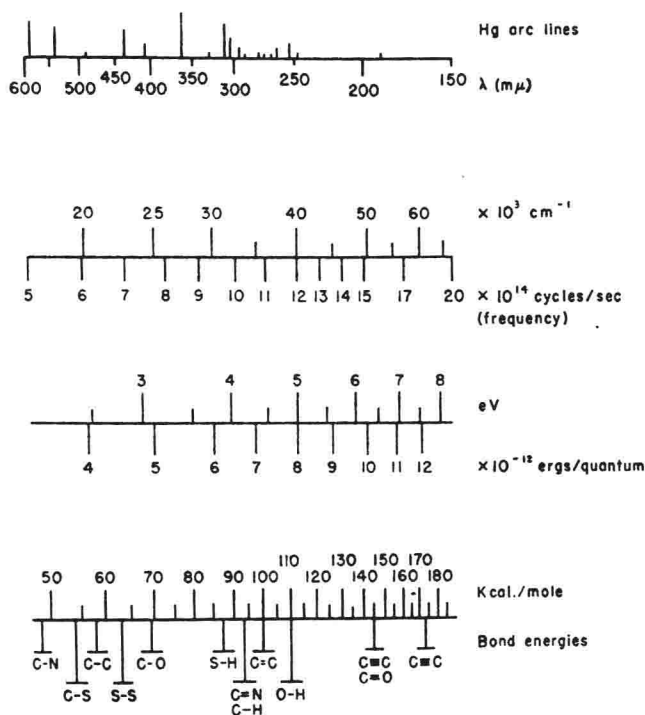 Hg arc lines
600 500 450 400 350 300 250 200 150
λ (mμ)
20 25 30 40 50 60
× 10³ cm⁻¹
5 6 7 8 9 10 11 12 13 14 15 17 20
× 10¹⁴ cycles/sec
(frequency)
3 4 5 6 7 8
eV
4 5 6 7 8 9 10 11 12
×10⁻¹² ergs/quantum
110 130 150 170
50 60 70 80 90 100 120 140 160 180
Kcal./mole
Bond energies
C-N C-C C-O S-H C=C C≡C C≡C
C-S S-S C=N O-H C=O
C-H